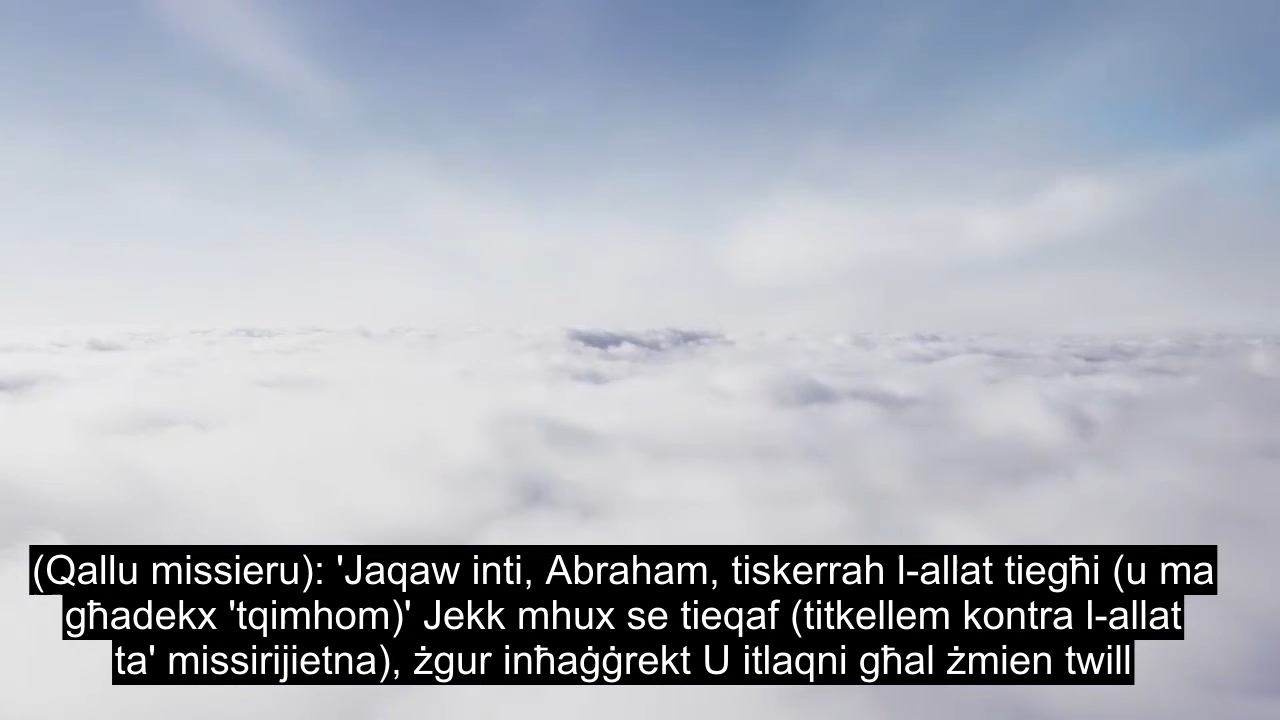 (Qallu missieru): 'Jaqaw inti, Abraham, tiskerrah l-allat tiegħi (u ma
għadekx 'tqimhom)' Jekk mhux se tieqaf (titkellem kontra l-allat
ta' missirijietna), żgur inħaġġrekt U itlaqni għal żmien twill